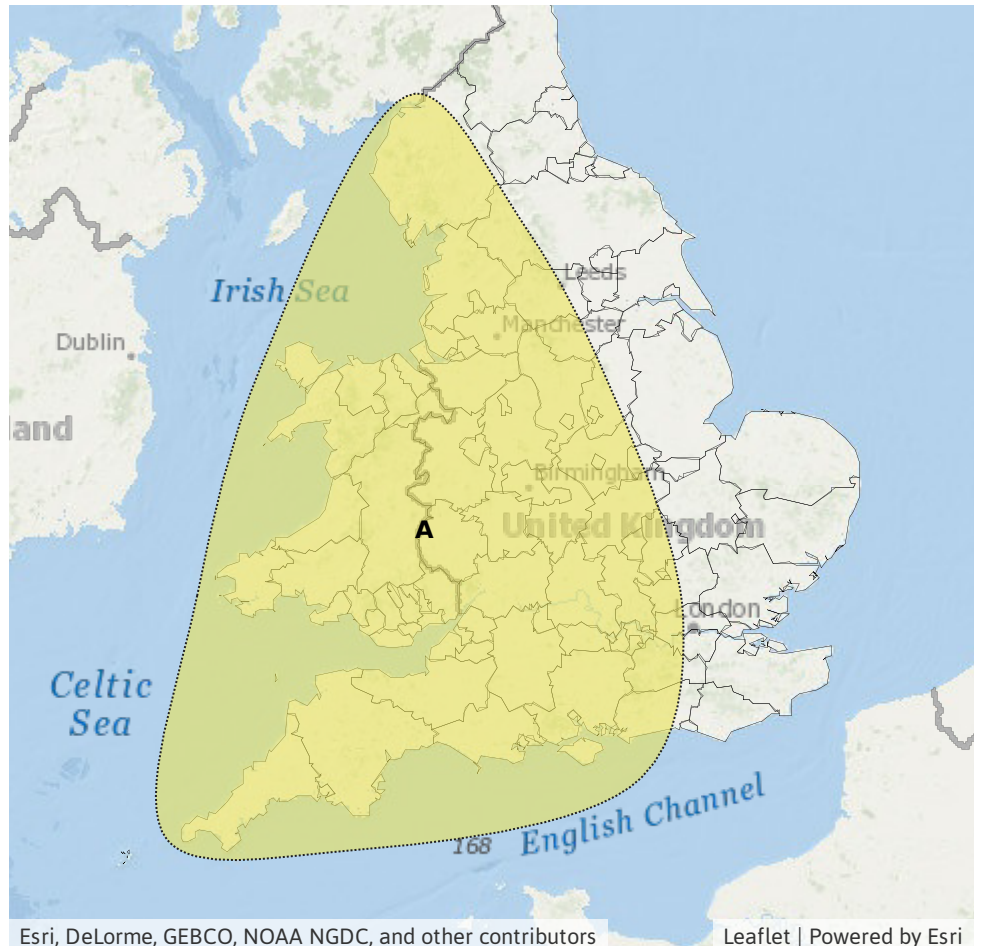 Leeds
Irish Sea
Manchester
Dublin
land
Birmingham
A
United Kingdom
London
Celtic
Sea
English Channel
168
Esri, DeLorme, GEBCO, NOAA NGDC, and other contributors
Leaflet | Powered by Esri